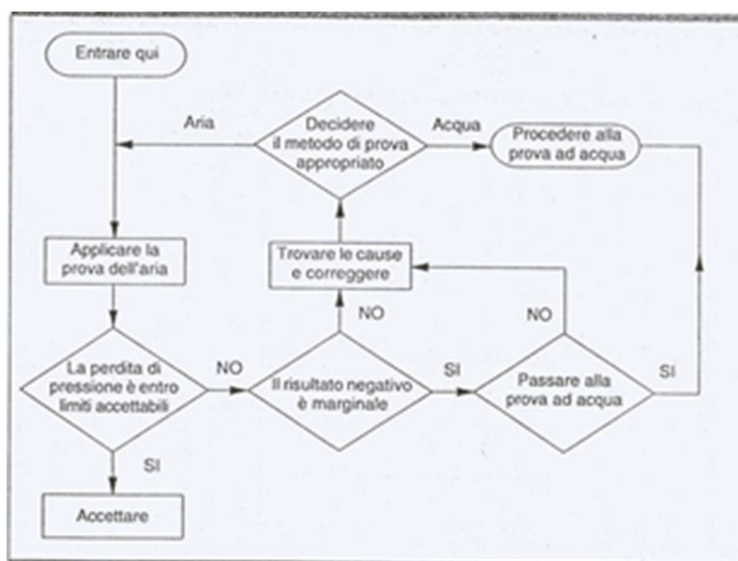 Entrare qui
Aria
Decidere
il metodo di prova
appropriato
Acqua
Procedere alla
prova ad acqua
Applicare la
prova dell'aria
Trovare le cause
e correggere
NO
NO
La perdita di
pressione è entro
limiti accettabili
NO
Il risultato negativo
è marginale
SI
Passare alla
prova ad acqua
SI
SI
Accettare